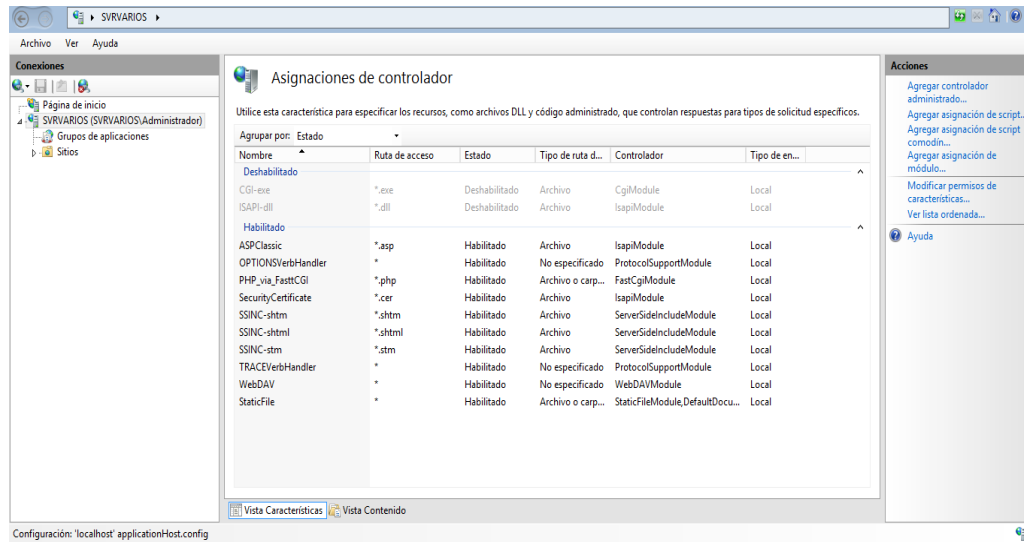 SVRVARIOS
Archivo Ver Ayuda
Conexiones
Página de inicio
SVRVARIOS (SVRVARIOS\Administrador)
Grupos de aplicaciones
Sitios
Asignaciones de controlador
Utilice esta característica para especificar los recursos, como archivos DLL y código administrado, que controlan respuestas para tipos de solicitud específicos.
Agrupar por: Estado
Nombre Ruta de acceso Estado Tipo de ruta d... Controlador Tipo de en...
Deshabilitado
CGI-exe *.exe Deshabilitado Archivo CgiModule Local
ISAPI-dll *.dll Deshabilitado Archivo IsapiModule Local
Habilitado
ASPClassic *.asp Habilitado Archivo IsapiModule Local
OPTIONSVerbHandler * Habilitado No especificado ProtocolSupportModule Local
PHP_via_FasttCGI *.php Habilitado Archivo o carp... FastCgiModule Local
SecurityCertificate *.cer Habilitado Archivo IsapiModule Local
SSINC-shtm *.shtm Habilitado Archivo ServerSideIncludeModule Local
SSINC-shtml *.shtml Habilitado Archivo ServerSideIncludeModule Local
SSINC-stm *.stm Habilitado Archivo ServerSideIncludeModule Local
TRACEVerbHandler * Habilitado No especificado ProtocolSupportModule Local
WebDAV * Habilitado No especificado WebDAVModule Local
StaticFile * Habilitado Archivo o carp... StaticFileModule,DefaultDocu... Local
Vista Características Vista Contenido
Acciones
Agregar controlador
administrado...
Agregar asignación de script..
Agregar asignación de script
comodín...
Agregar asignación de
módulo...
Modificar permisos de
características...
Ver lista ordenada...
Ayuda
Configuración: 'localhost' applicationHost.config